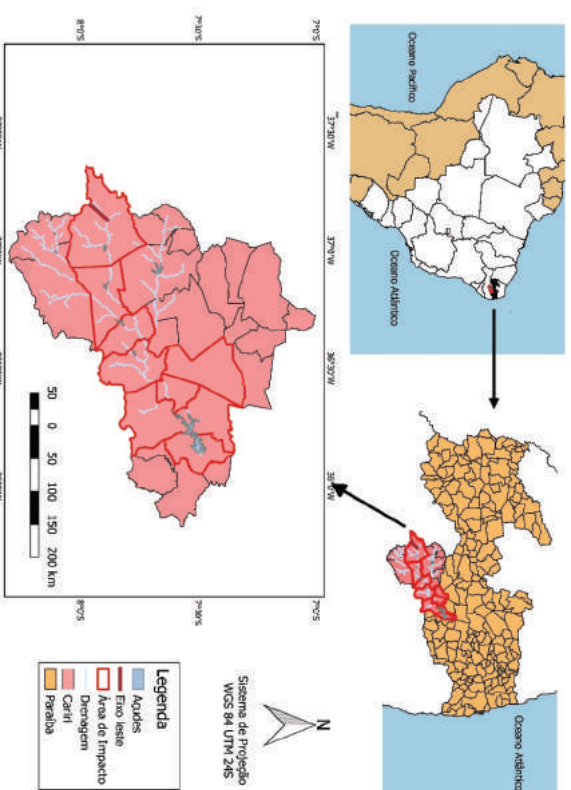 Oceano Pacífico
Oceano Atlântico
Oceano Atlântico
37°30'W
37°0'W
36°30'W
36°0'W
7°0'S
7°30'S
8°0'S
7°0'S
8°0'S
50 0 50 100 150 200 km
N
Sistema de Projeção
WGS 84 UTM 24S
Legenda
Açudes
Eixo leste
Área de Impacto
Drenagem
Cariri
Paraíba